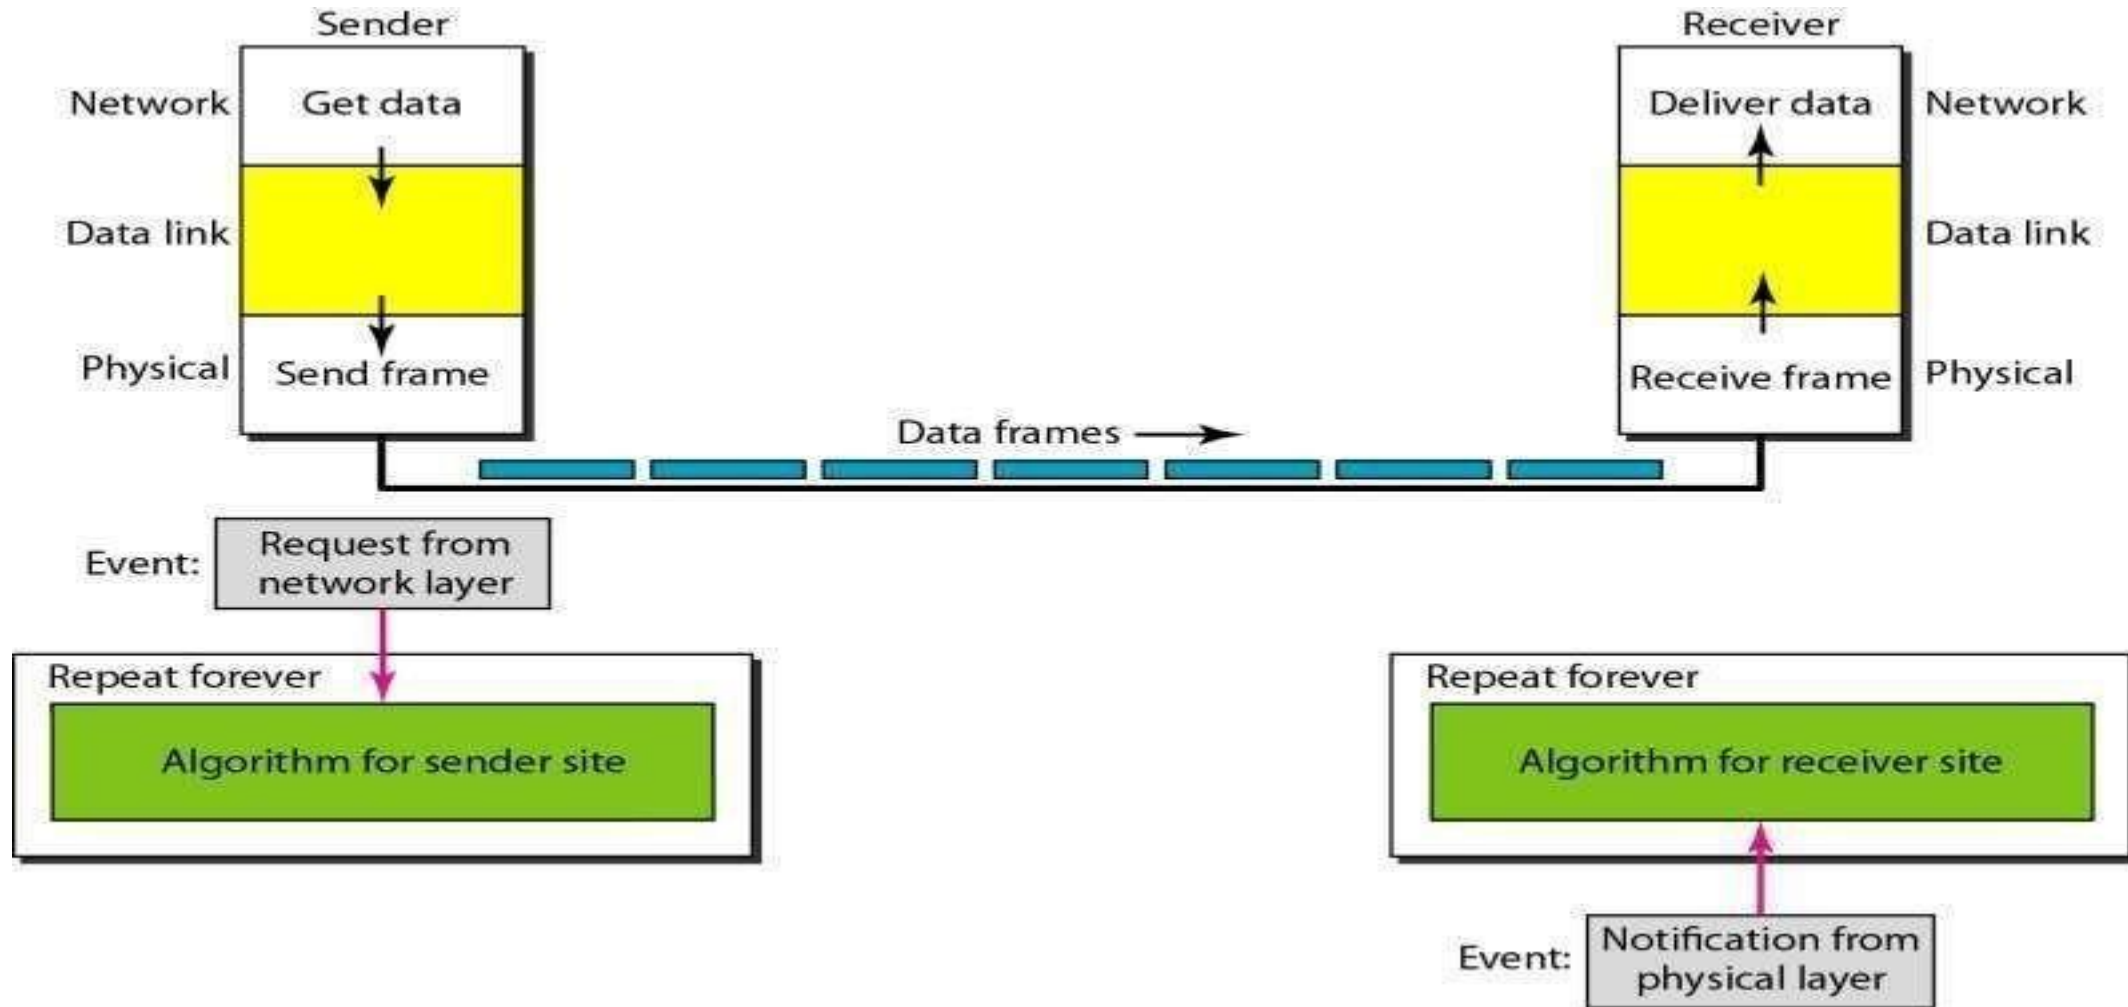 Sender
Receiver
Network
Get data
Deliver data
Network
Data link
Data link
Physical
Send frame
Receive frame
Physical
Data frames
Event:
Request from
network layer
Repeat forever
Algorithm for sender site
Repeat forever
Algorithm for receiver site
Event:
Notification from
physical layer